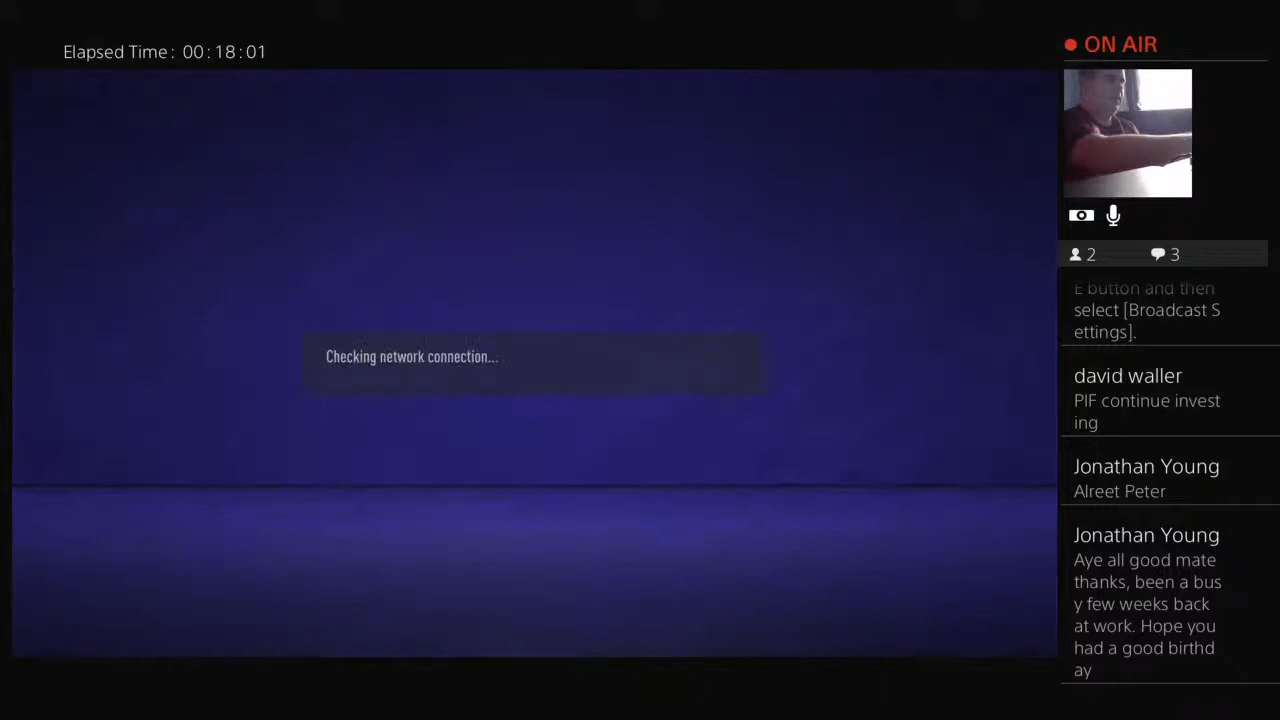 Elapsed Time: 00:18:01
ON AIR
2 3
E button and then
select [Broadcast S
ettings].
david waller
PIF continue invest
ing
Jonathan Young
Alreet Peter
Jonathan Young
Aye all good mate
thanks, been a bus
y few weeks back
at work. Hope you
had a good birthd
ay
Checking network connection...